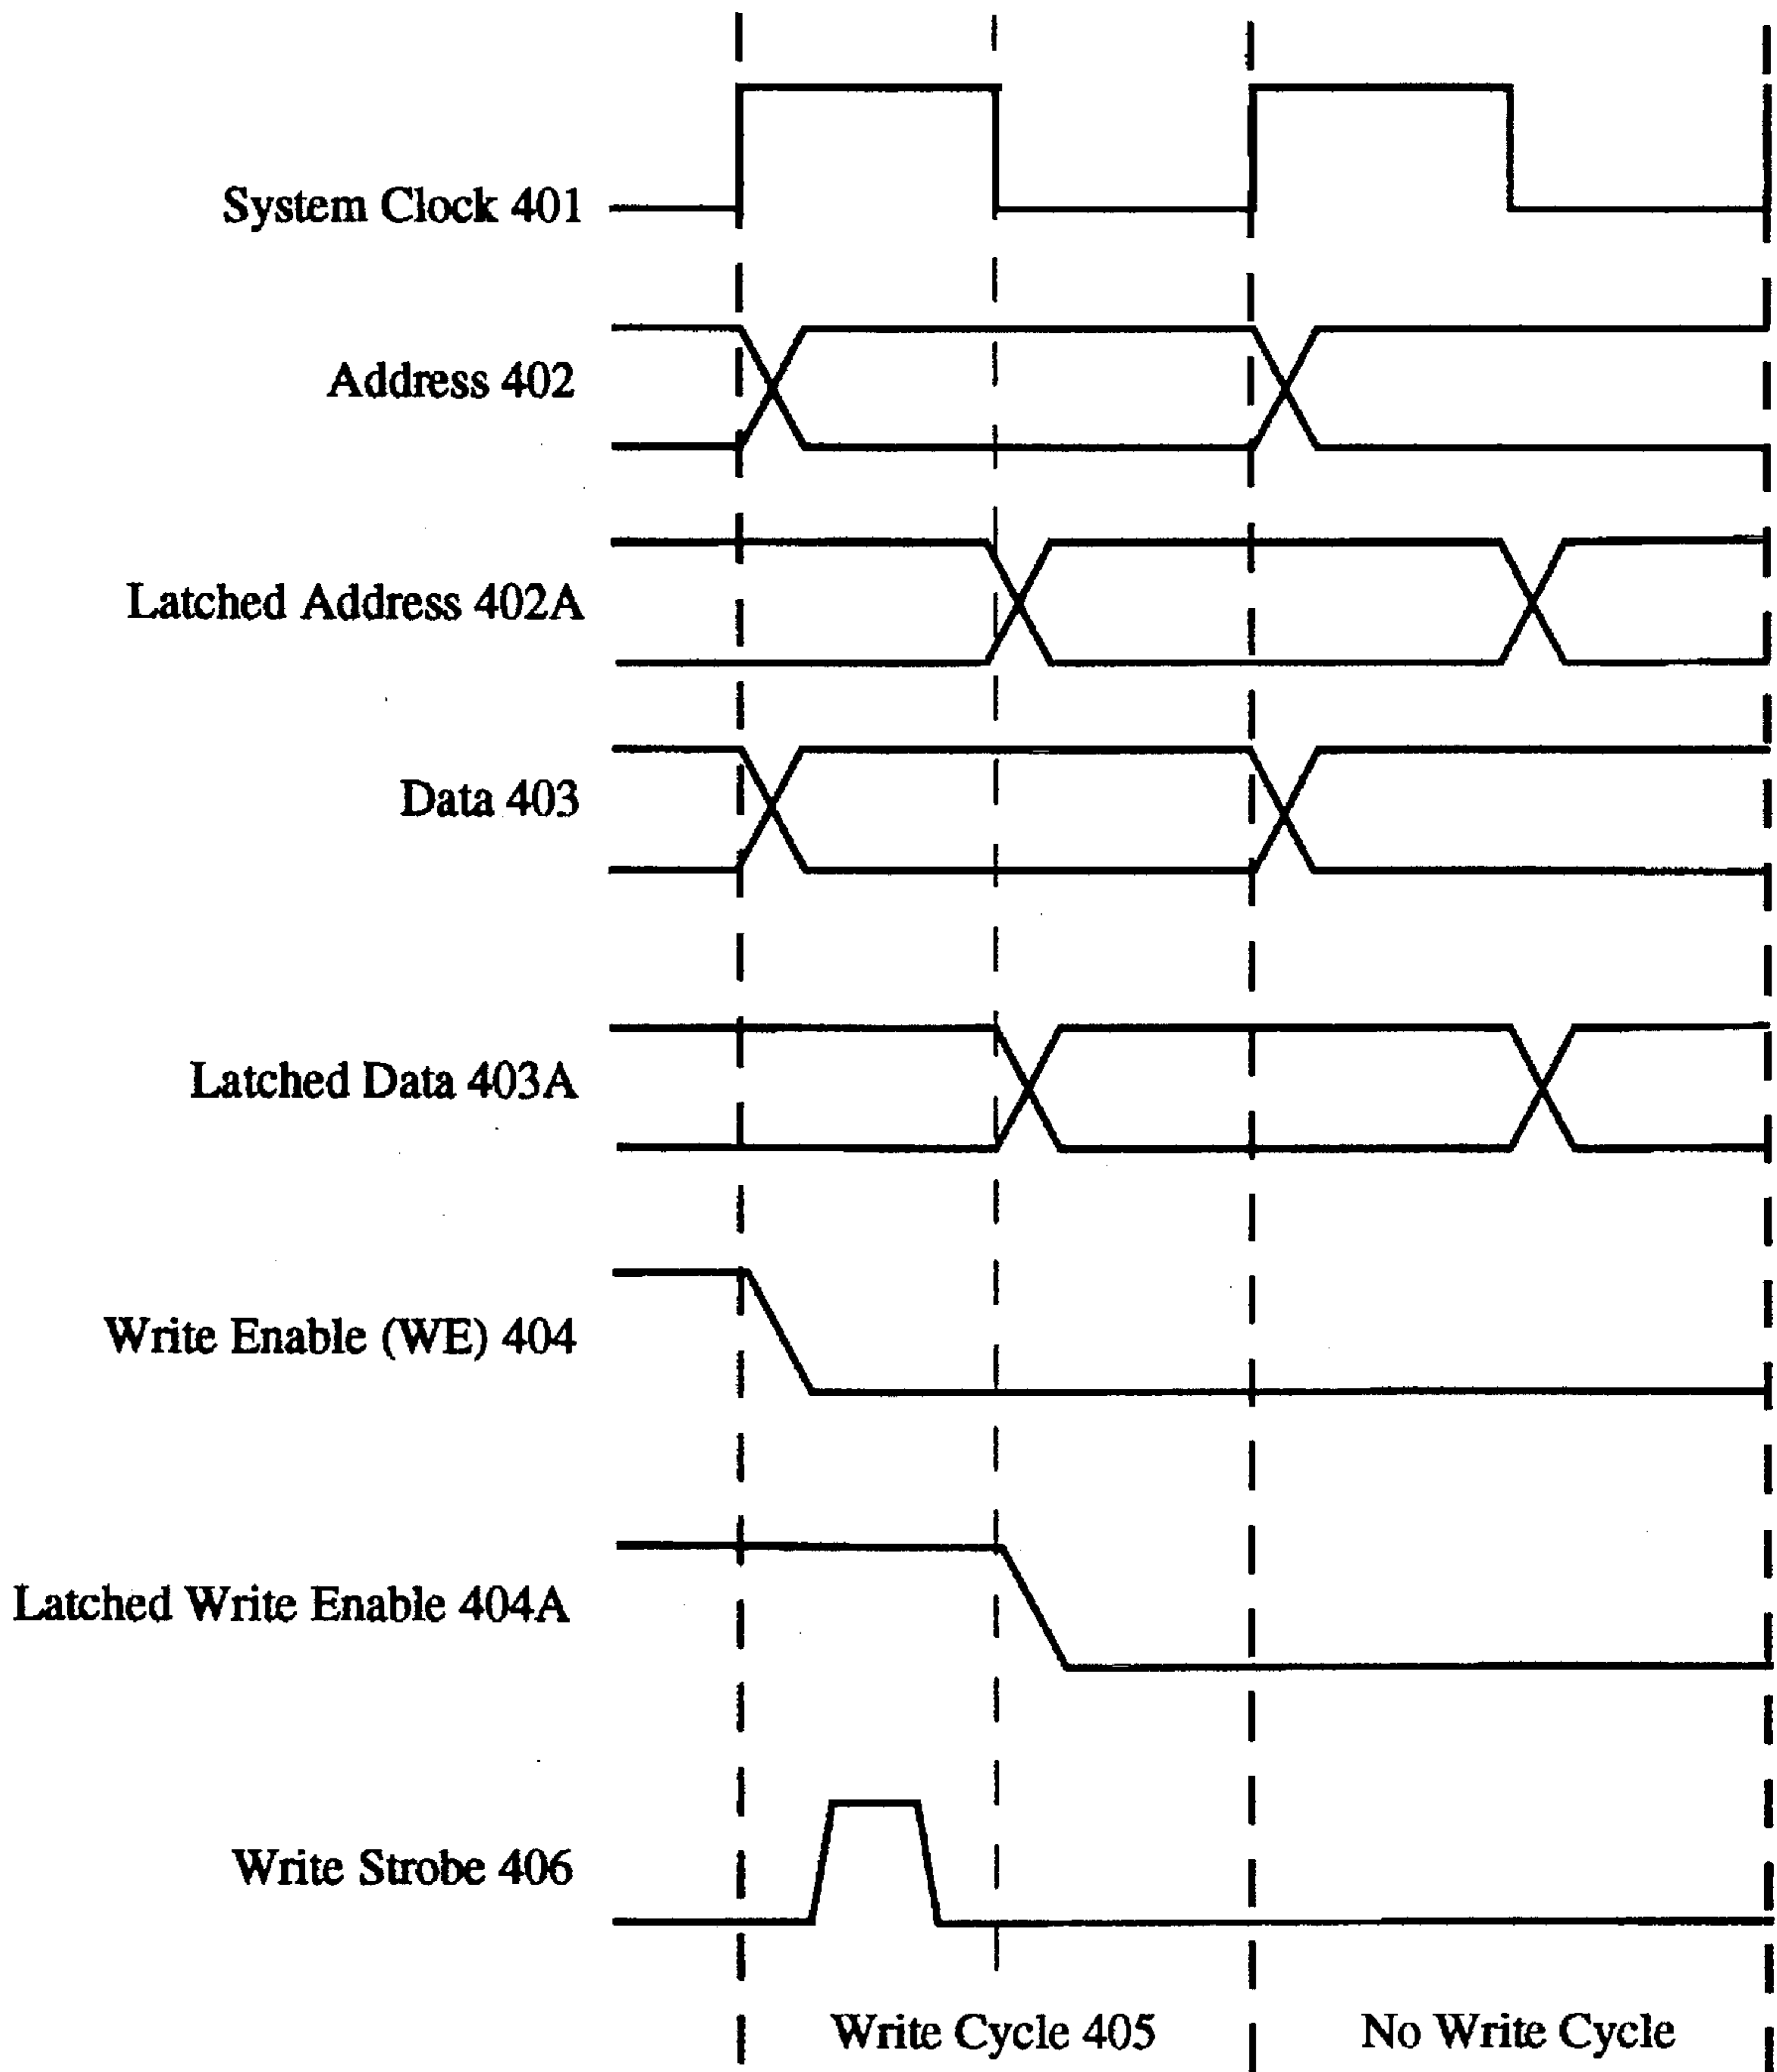 System Clock 401
Address 402
Latched Address 402A
Data 403
Latched Data 403A
Write Enable (WE) 404
Latched Write Enable 404A
Write Strobe 406
Write Cycle 405
No Write Cycle